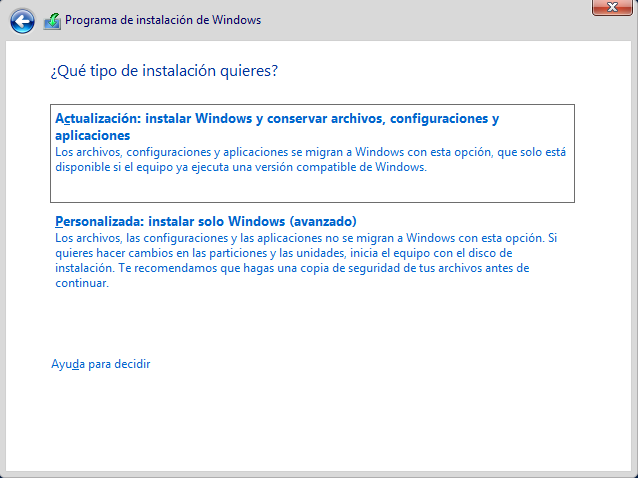 Programa de instalación de Windows
¿Qué tipo de instalación quieres?
Actualización: instalar Windows y conservar archivos, configuraciones y
aplicaciones
Los archivos, configuraciones y aplicaciones se migran a Windows con esta opción, que solo está
disponible si el equipo ya ejecuta una versión compatible de Windows.
Personalizada: instalar solo Windows (avanzado)
Los archivos, las configuraciones y las aplicaciones no se migran a Windows con esta opción. Si
quieres hacer cambios en las particiones y las unidades, inicia el equipo con el disco de
instalación. Te recomendamos que hagas una copia de seguridad de tus archivos antes de
continuar.
Ayuda para decidir